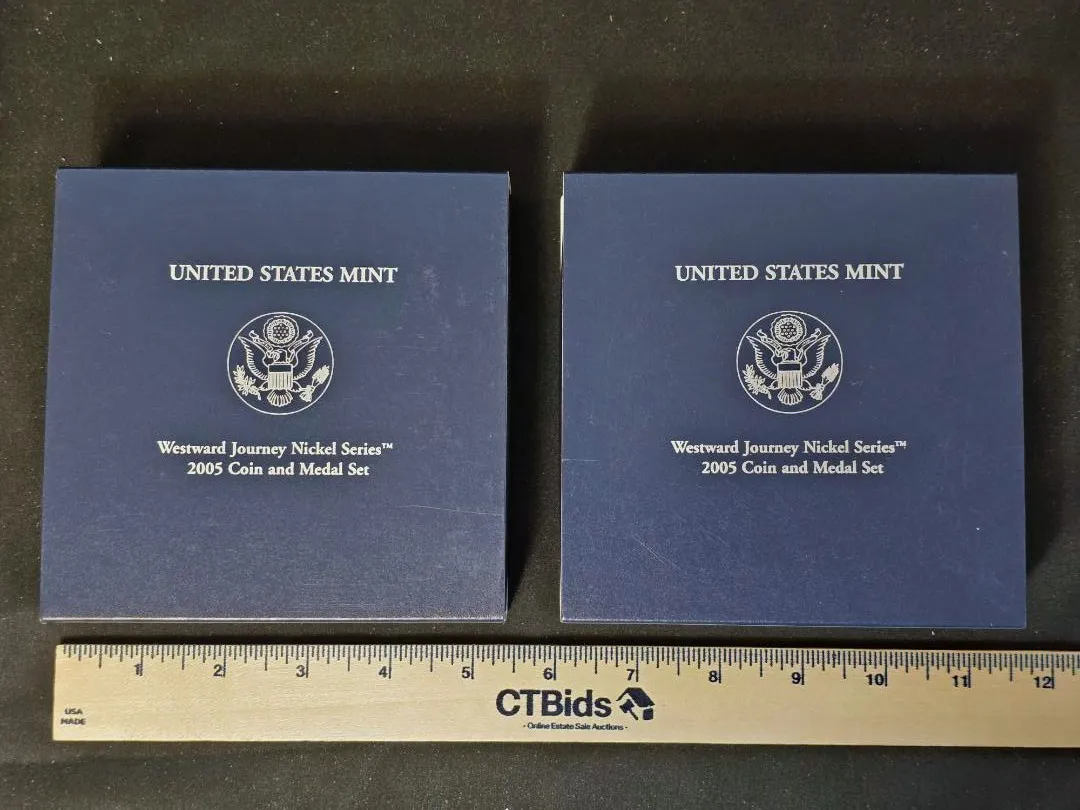 UNITED STATES MINT
Westward Journey Nickel Series™
2005 Coin and Medal Set
UNITED STATES MINT
Westward Journey Nickel Series™
2005 Coin and Medal Set
1 2 3 4 5 6 7 8 9 10 11 12
USA
MADE
CTBids
- Online Estate Sale Auctions -